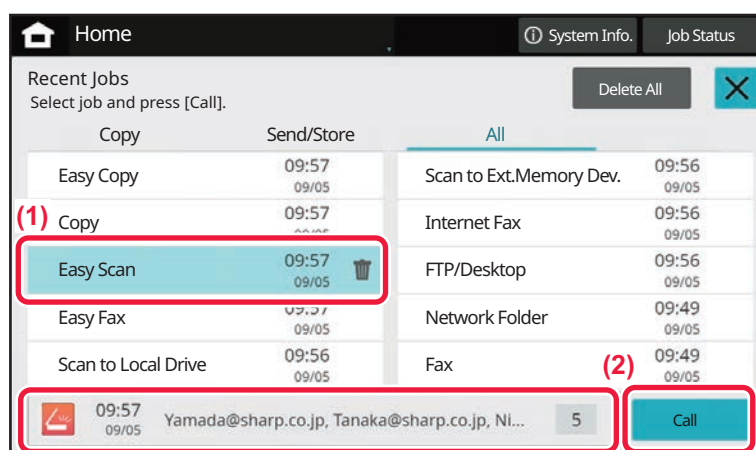 Home
ⓘ System Info.
Job Status
Recent Jobs
Select job and press [Call].
Delete All
Copy
Send/Store
All
Easy Copy
09:57
09/05
Scan to Ext.Memory Dev.
09:56
09/05
(1)
Copy
09:57
Internet Fax
09:56
09/05
Easy Scan
09:57
09/05
FTP/Desktop
09:56
09/05
Easy Fax
09:57
09/05
Network Folder
09:49
09/05
Scan to Local Drive
09:56
09/05
Fax
09:49
09/05
(2)
09:57
09/05
Yamada@sharp.co.jp, Tanaka@sharp.co.jp, Ni...
5
Call